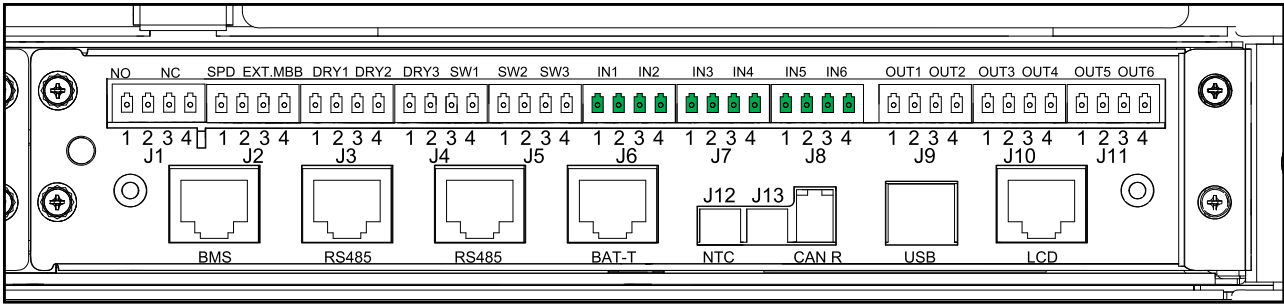 NO NC SPD EXT.MBB DRY1 DRY2 DRY3 SW1 SW2 SW3 IN1 IN2 IN3 IN4 IN5 IN6 OUT1 OUT2 OUT3 OUT4 OUT5 OUT6
1 2 3 4 1 2 3 4 1 2 3 4 1 2 3 4 1 2 3 4 1 2 3 4 1 2 3 4 1 2 3 4 1 2 3 4 1 2 3 4 1 2 3 4
J1 J2 J3 J4 J5 J6 J7 J8 J9 J10 J11
J12 J13
BMS RS485 RS485 BAT-T NTC CAN R USB LCD